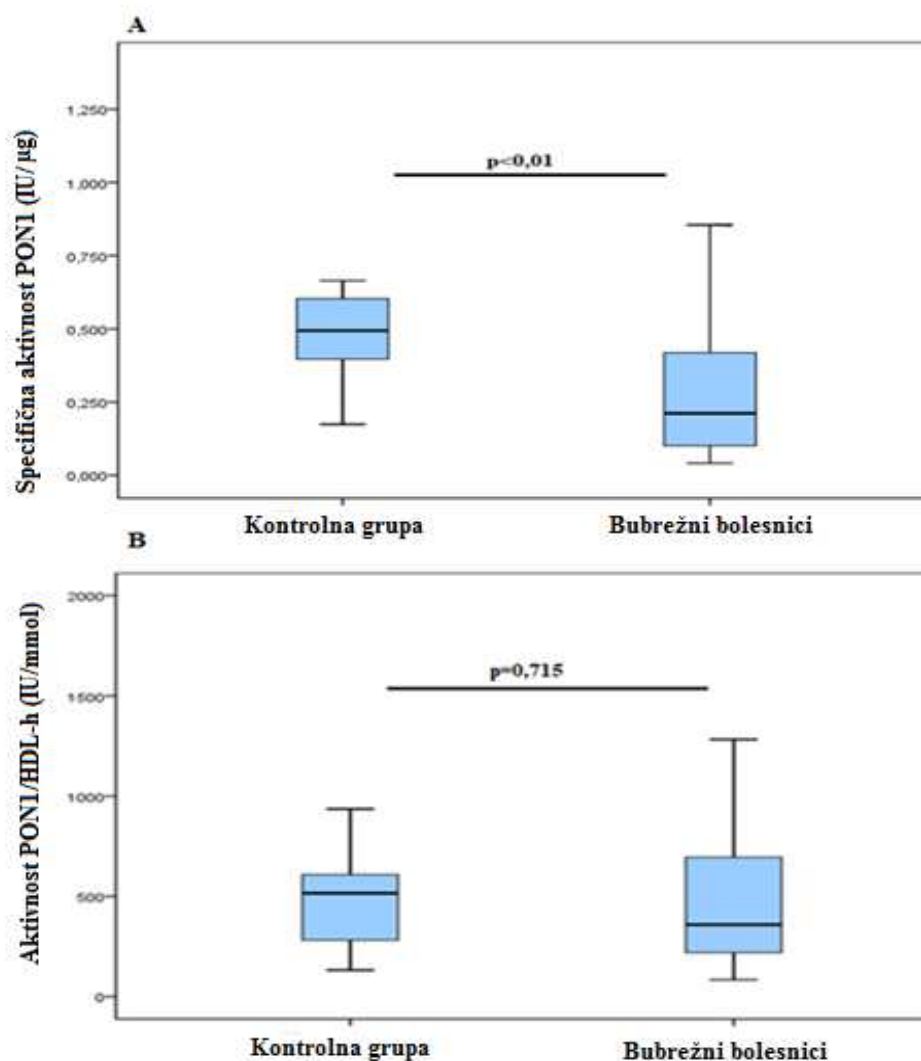 A
Specifična aktivnost PON1 (IU/ µg)
1,250
1,000
0,750
0,500
0,250
0,000
p<0,01
Kontrolna grupa
Bubrežni bolesnici
B
Aktivnost PON1/HDL-h (IU/mmol)
2000
1500
1000
500
0
p=0,715
Kontrolna grupa
Bubrežni bolesnici